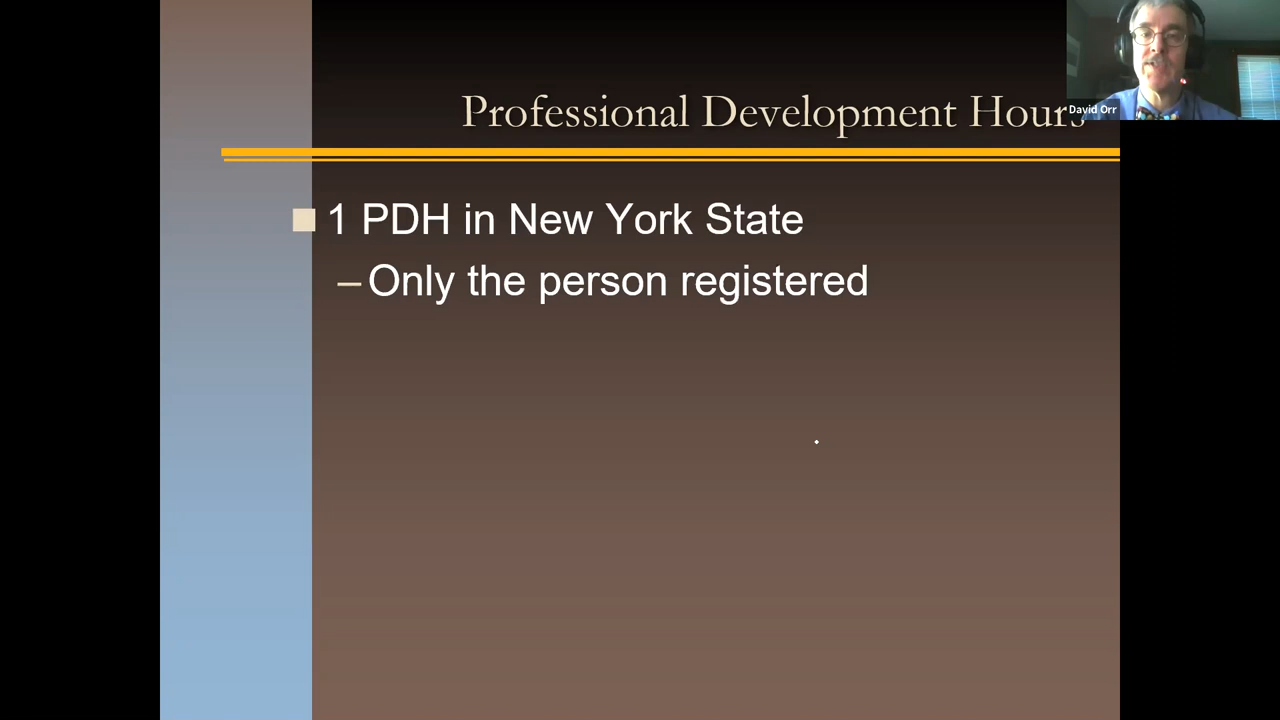 Professional Development Hours
David Orr
1 PDH in New York State
– Only the person registered